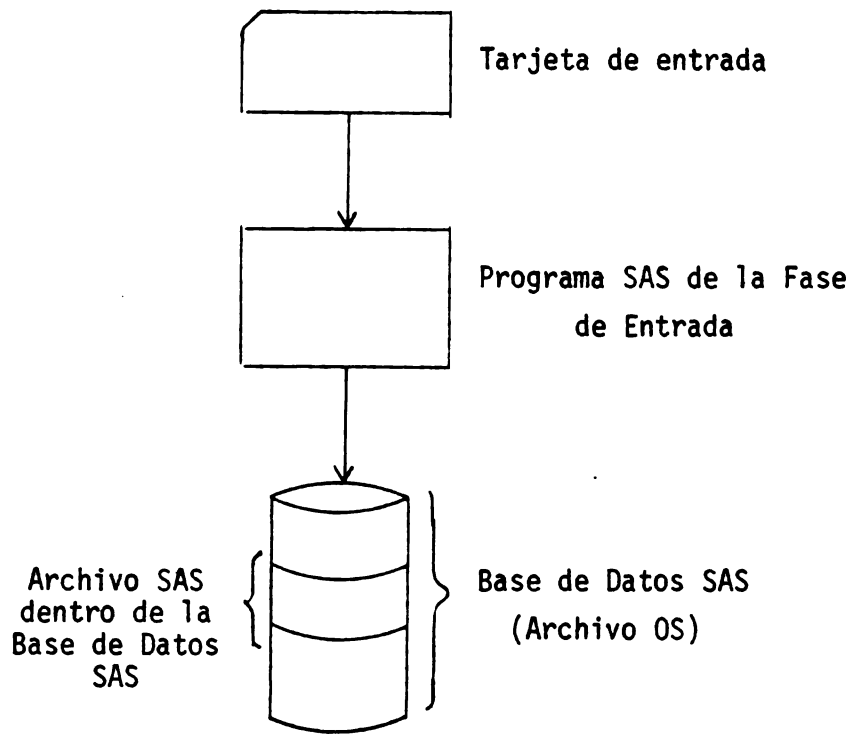 Tarjeta de entrada
Programa SAS de la Fase
de Entrada
Archivo SAS
dentro de la
Base de Datos
SAS
Base de Datos SAS
(Archivo OS)